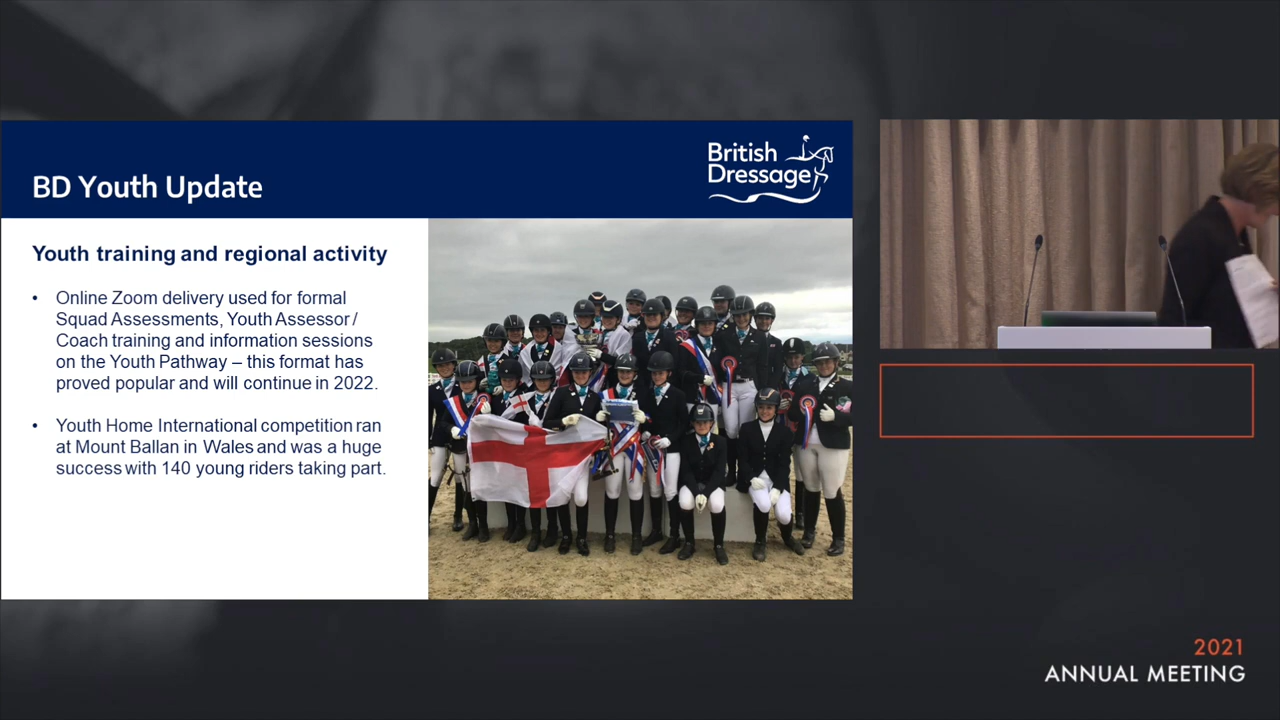 BD Youth Update
British
Dressage
Youth training and regional activity
• Online Zoom delivery used for formal
Squad Assessments, Youth Assessor /
Coach training and information sessions
on the Youth Pathway – this format has
proved popular and will continue in 2022.
• Youth Home International competition ran
at Mount Ballan in Wales and was a huge
success with 140 young riders taking part.
2021
ANNUAL MEETING